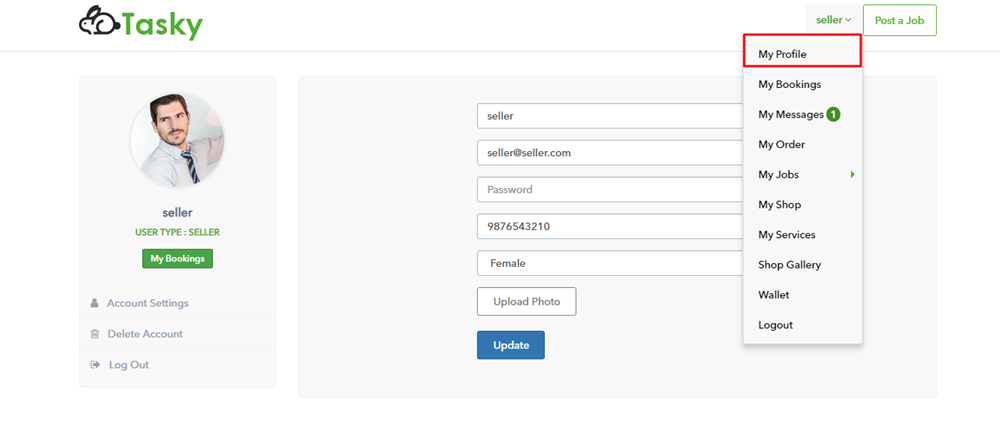 Tasky
seller
Post a Job
My Profile
My Bookings
My Messages 1
My Order
My Jobs
My Shop
My Services
Shop Gallery
Wallet
Logout
seller
USER TYPE : SELLER
My Bookings
Account Settings
Delete Account
Log Out
seller
seller@seller.com
Password
9876543210
Female
Upload Photo
Update